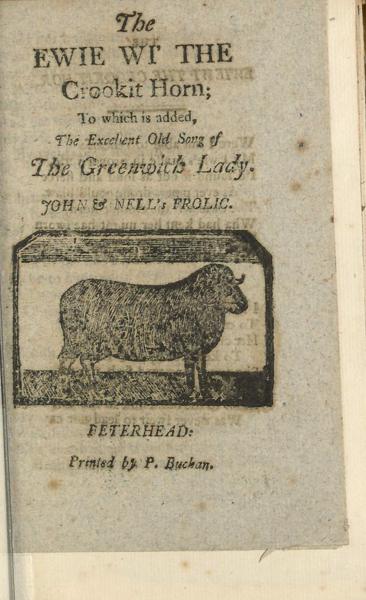 The
EWIE WI' THE
Crookit Horn;
To which is added,
The Excellent Old Song of
The Greenwich Lady.
JOHN & NELL's FROLIC.
PETERHEAD:
Printed by P. Buchan.